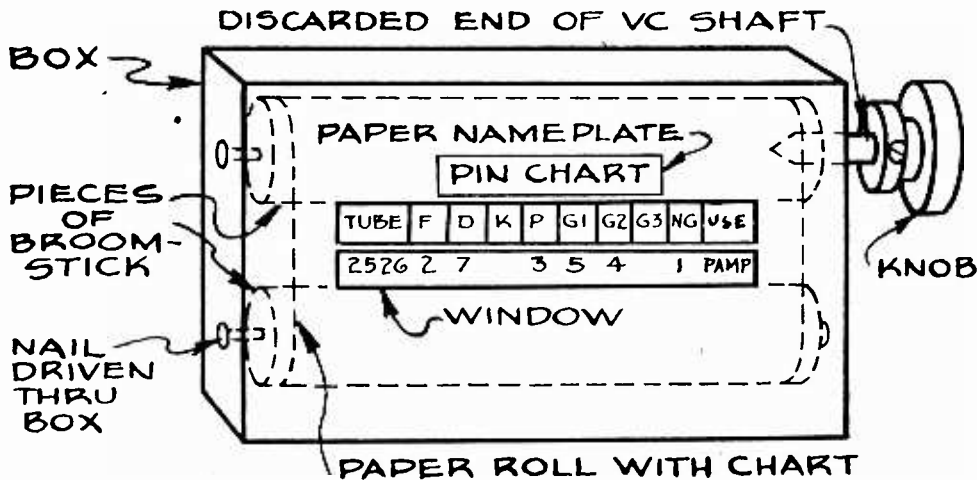 DISCARDED END OF VC SHAFT
BOX
PAPER NAMEPLATE
PIN CHART
PIECES
OF
BROOM-
STICK
TUBE F D K P G1 G2 G3 NG USE
2526 2 7 3 5 4 1 PAMP
KNOB
WINDOW
NAIL
DRIVEN
THRU
BOX
PAPER ROLL WITH CHART